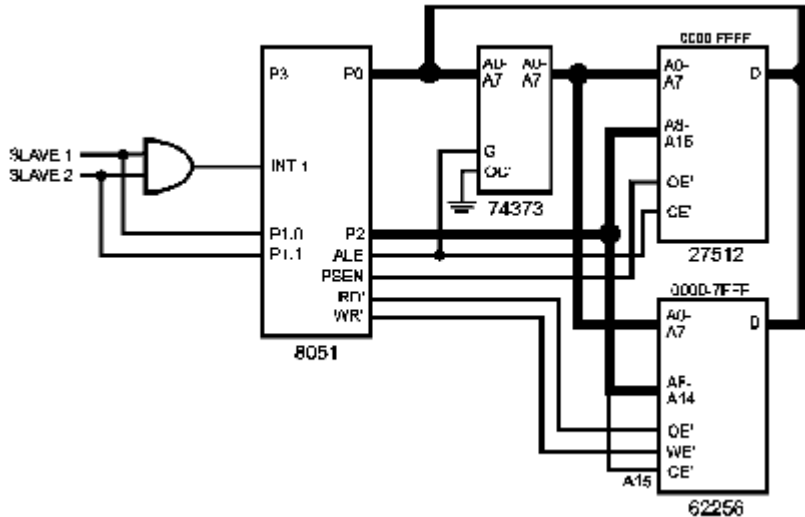 SLAVE 1
SLAVE 2
P3
P0
INT 1
P1.0
P1.1
P2
ALE
PSEN
RD'
WR'
8051
A0-
A7
A0-
A7
G
OC'
74373
0000-FFFF
A0-
A7
D
A8-
A15
OE'
CE'
27512
0000-7FFF
A0-
A7
D
A8-
A14
OE'
WE'
CE'
A15
62256